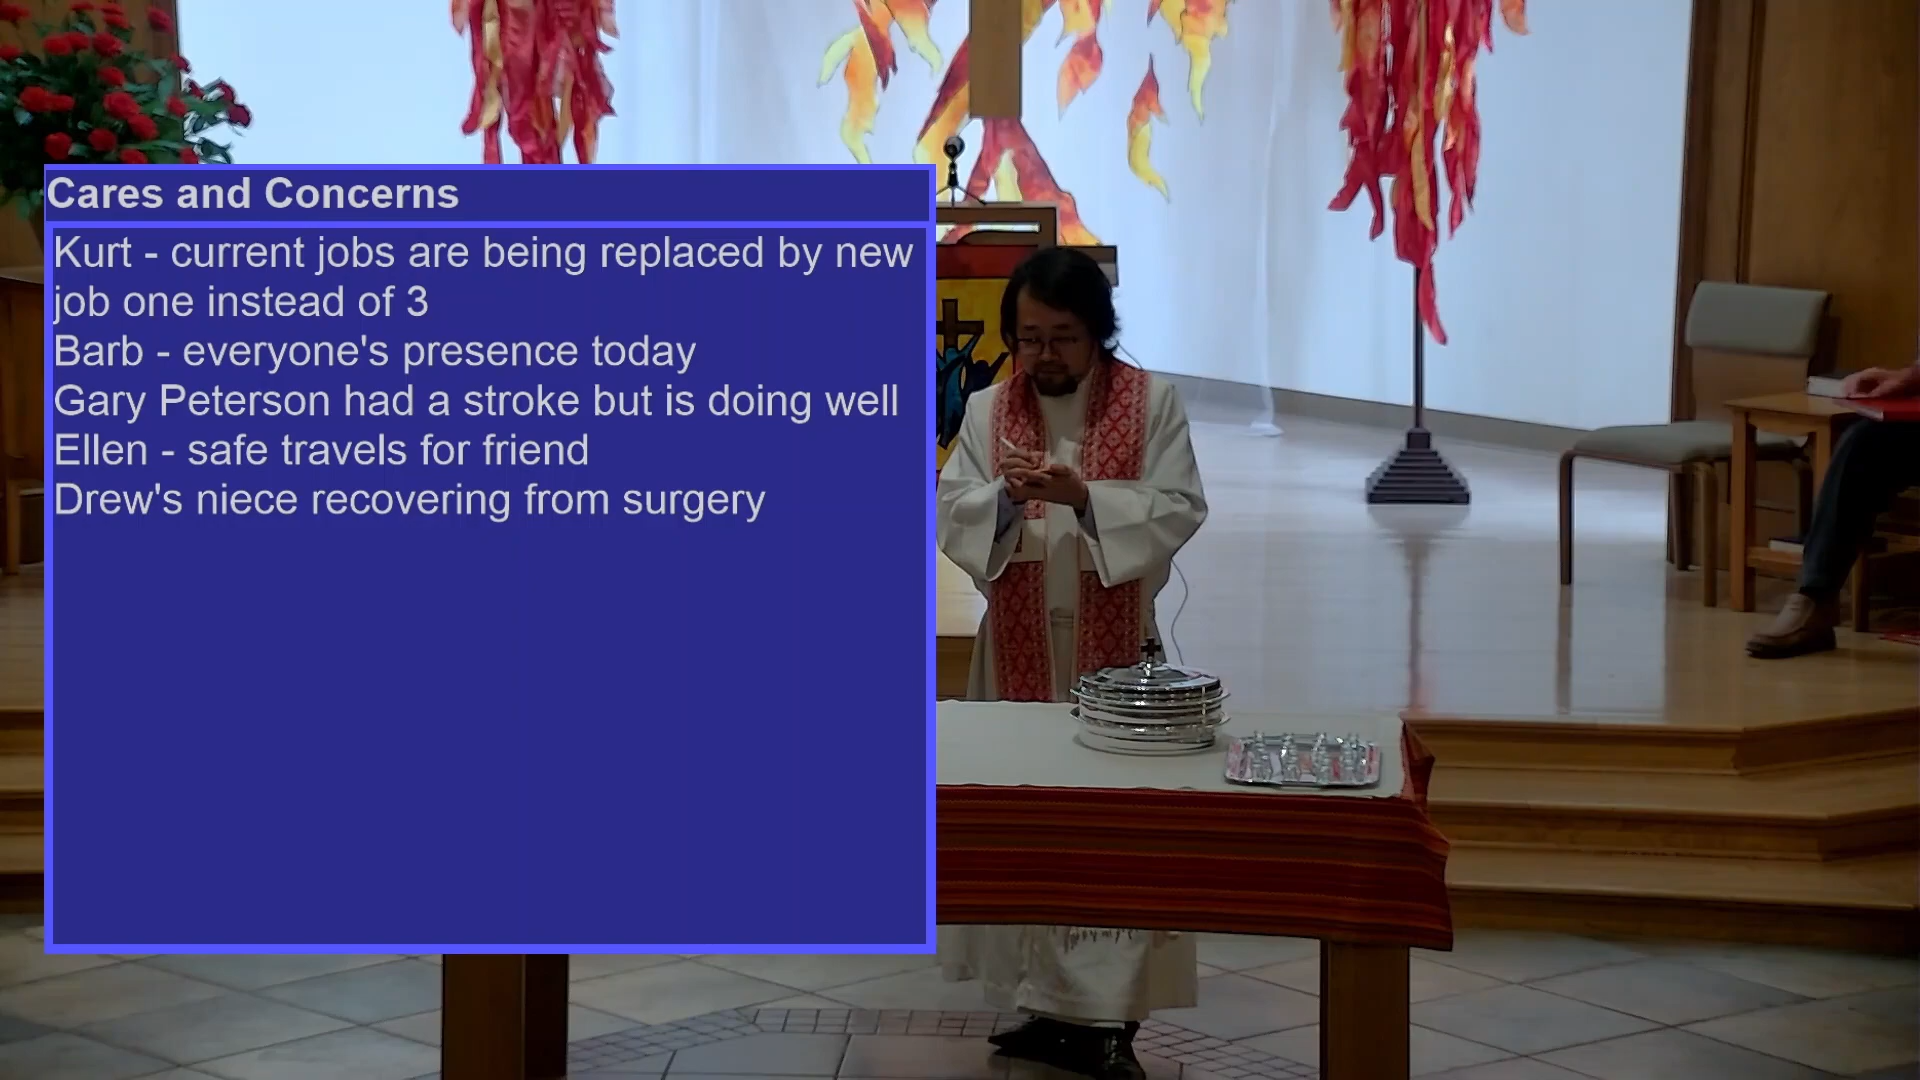 Cares and Concerns
Kurt - current jobs are being replaced by new
job one instead of 3
Barb - everyone's presence today
Gary Peterson had a stroke but is doing well
Ellen - safe travels for friend
Drew's niece recovering from surgery